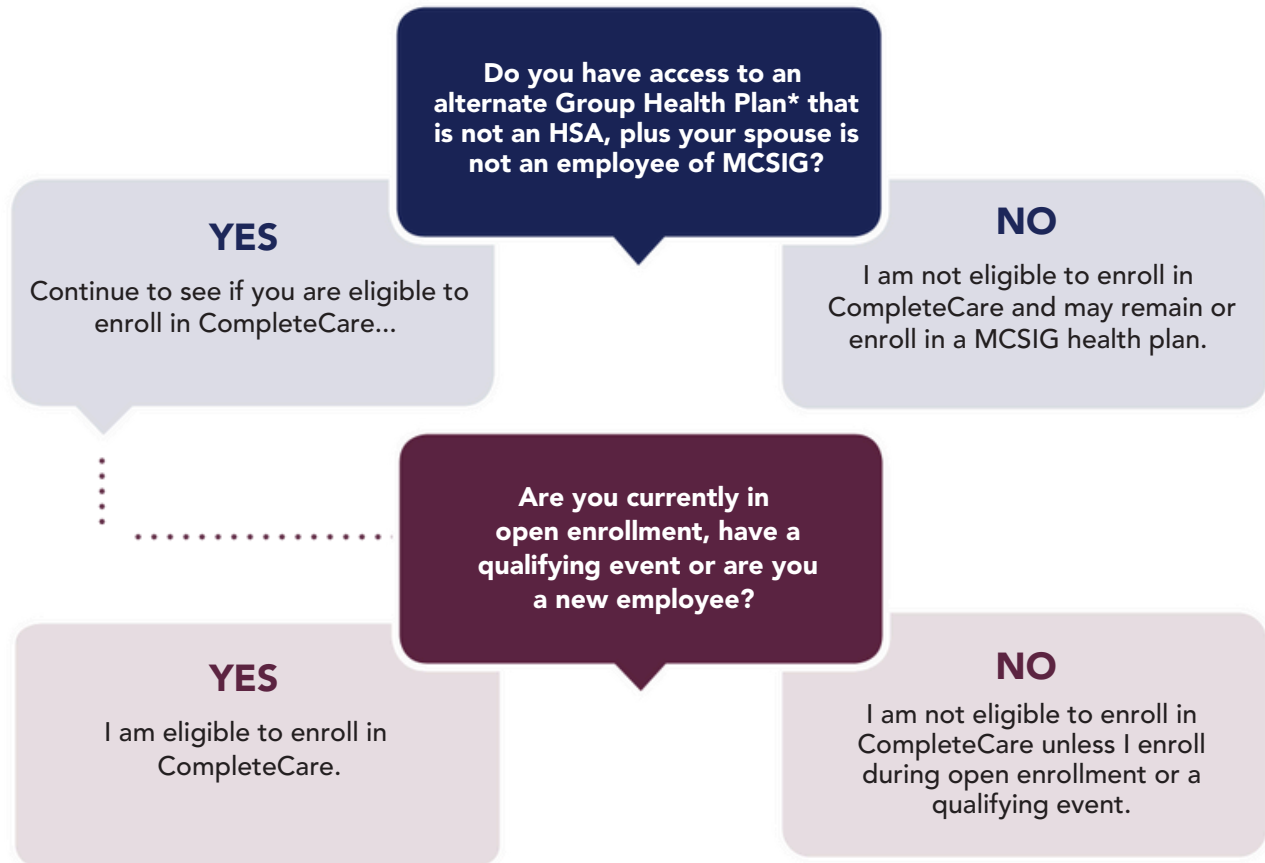 Do you have access to an
alternate Group Health Plan* that
is not an HSA, plus your spouse is
not an employee of MCSIG?
YES
Continue to see if you are eligible to
enroll in CompleteCare...
NO
I am not eligible to enroll in
CompleteCare and may remain or
enroll in a MCSIG health plan.
Are you currently in
open enrollment, have a
qualifying event or are you
a new employee?
YES
I am eligible to enroll in
CompleteCare.
NO
I am not eligible to enroll in
CompleteCare unless I enroll
during open enrollment or a
qualifying event.